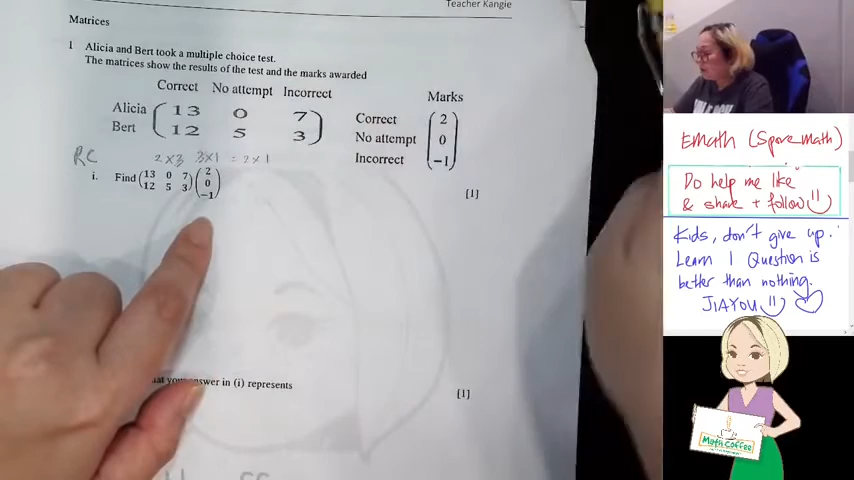 Teacher Kangie
Matrices
1 Alicia and Bert took a multiple choice test.
The matrices show the results of the test and the marks awarded
Correct No attempt Incorrect
Alicia 13 0 7
Bert 12 5 3
Marks
Correct 2
No attempt 0
Incorrect -1
RC 2×3 3×1 = 2×1
i. Find (13 0 7
12 5 3) (2
0
-1)
[1]
your answer in (i) represents
[1]
Emath (Spore math)
Do help me like
& share + follow
Kids, don't give up.
Learn 1 Question is
better than nothing.
JIAYOU
Math Coffee